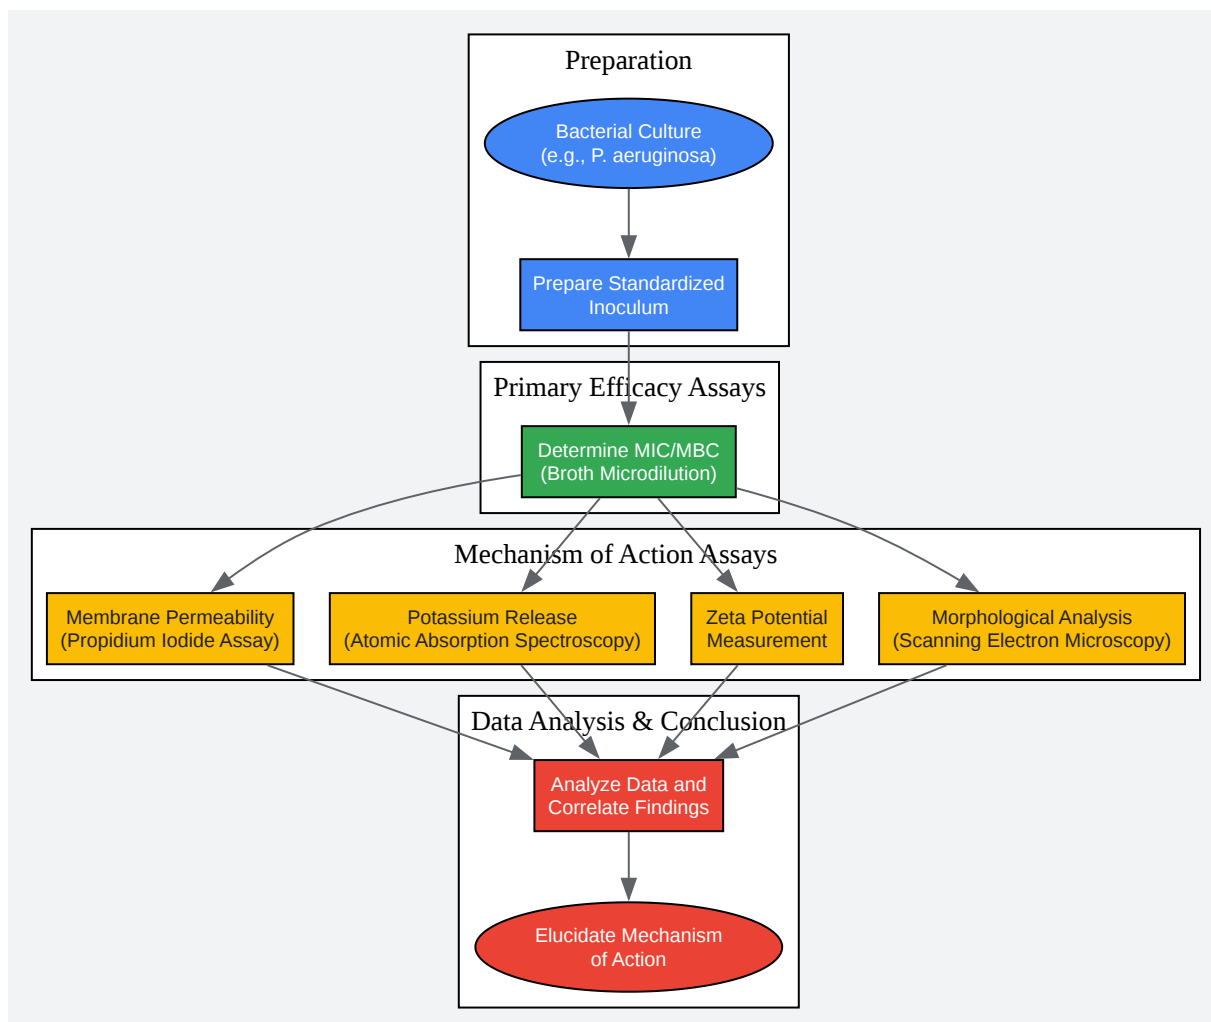 Preparation
Bacterial Culture
(e.g., P. aeruginosa)
Prepare Standardized
Inoculum
Primary Efficacy Assays
Determine MIC/MBC
(Broth Microdilution)
Mechanism of Action Assays
Membrane Permeability
(Propidium Iodide Assay)
Potassium Release
(Atomic Absorption Spectroscopy)
Zeta Potential
Measurement
Morphological Analysis
(Scanning Electron Microscopy)
Data Analysis & Conclusion
Analyze Data and
Correlate Findings
Elucidate Mechanism
of Action